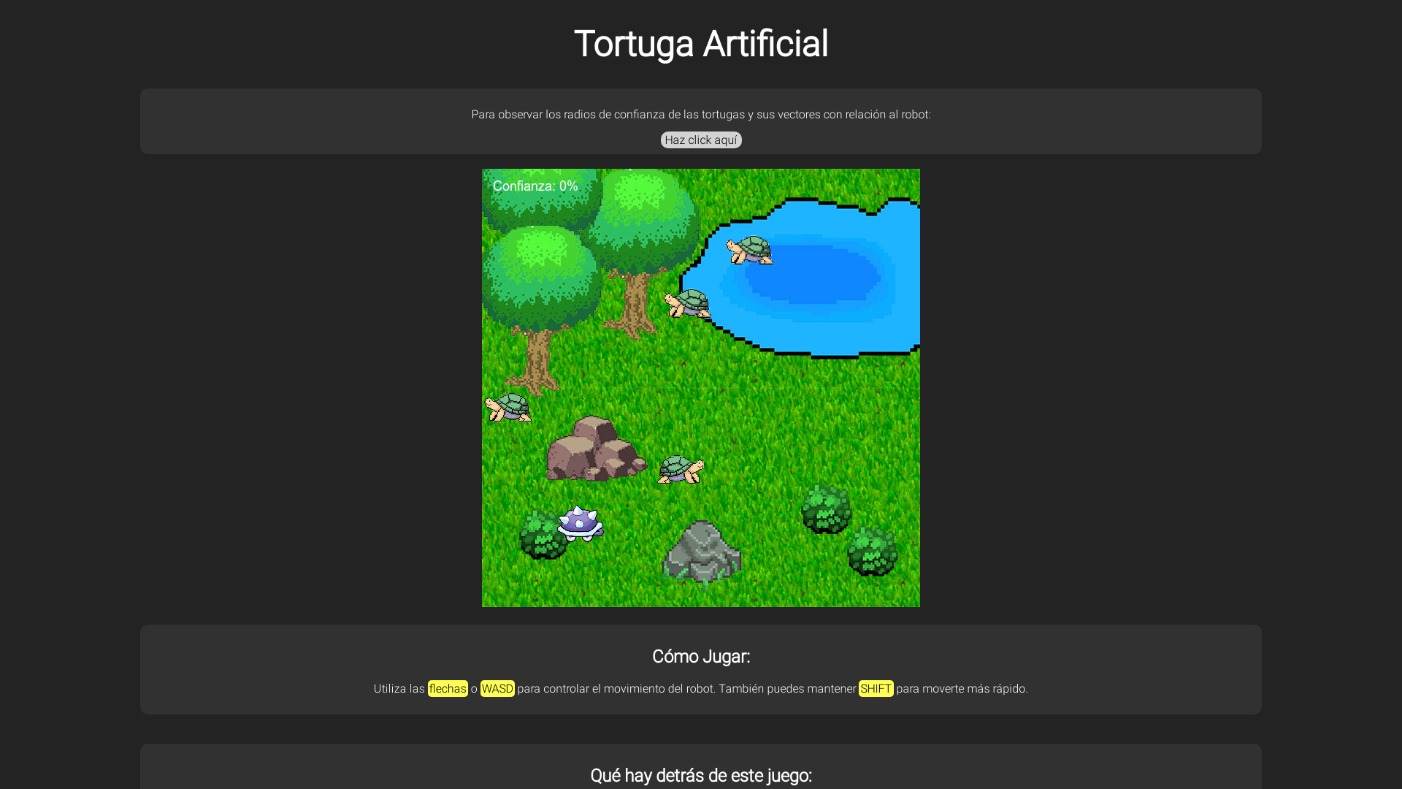 Tortuga Artificial
Para observar los radios de confianza de las tortugas y sus vectores con relación al robot:
Haz click aquí
Confianza: 0%
Cómo Jugar:
Utiliza las flechas o WASD para controlar el movimiento del robot. También puedes mantener SHIFT para moverte más rápido.
Qué hay detrás de este juego: